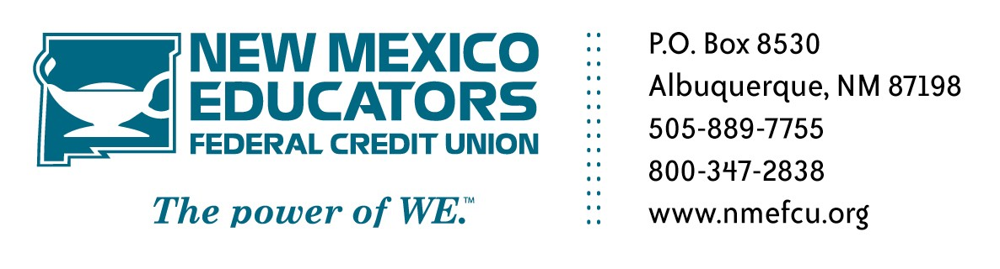 NEW MEXICO
EDUCATORS
FEDERAL CREDIT UNION
The power of WE.™
P.O. Box 8530
Albuquerque, NM 87198
505-889-7755
800-347-2838
www.nmefcu.org